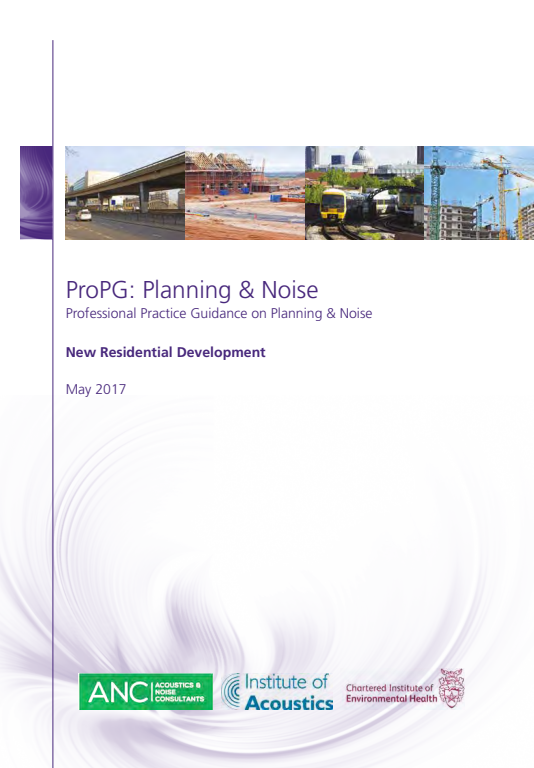 ProPG: Planning & Noise
Professional Practice Guidance on Planning & Noise
New Residential Development
May 2017
ANC ACOUSTICS & NOISE CONSULTANTS
Institute of
Acoustics
Chartered Institute of
Environmental Health